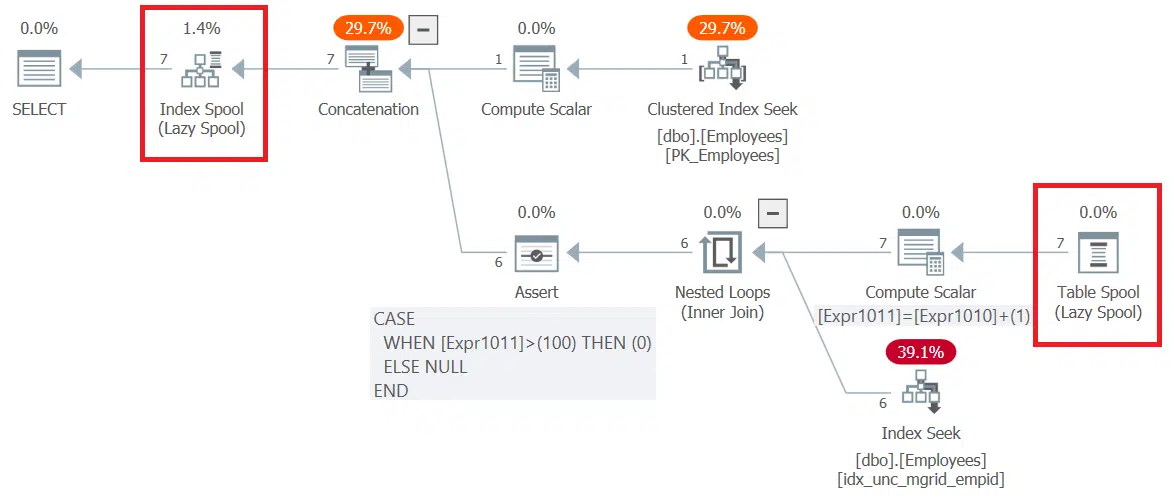 0.0%
1.4%
29.7%
0.0%
29.7%
7
7
1
1
SELECT
Index Spool
(Lazy Spool)
Concatenation
Compute Scalar
Clustered Index Seek
[dbo].[Employees]
[PK_Employees]
0.0%
0.0%
0.0%
0.0%
6
6
7
7
Assert
Nested Loops
(Inner Join)
Compute Scalar
Table Spool
(Lazy Spool)
CASE
WHEN [Expr1011]>(100) THEN (0)
ELSE NULL
END
[Expr1011]=[Expr1010]+(1)
39.1%
6
Index Seek
[dbo].[Employees]
[idx_unc_mgrid_empid]